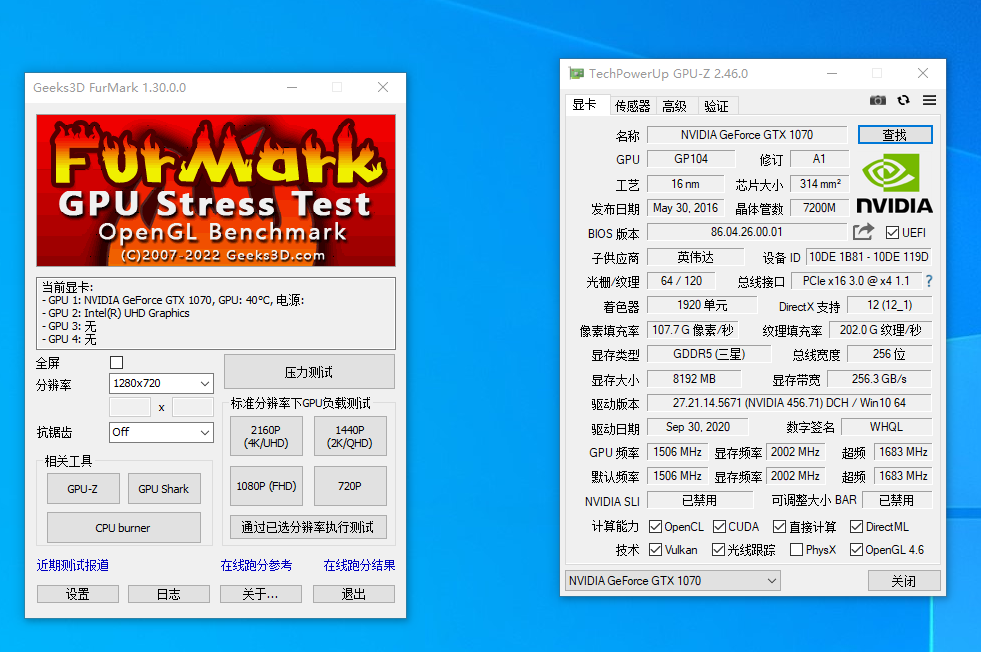 Geeks3D FurMark 1.30.0.0
FurMark
GPU Stress Test
OpenGL Benchmark
(C)2007-2022 Geeks3D.com
当前显卡:
- GPU 1: NVIDIA GeForce GTX 1070, GPU: 40°C, 电源:
- GPU 2: Intel(R) UHD Graphics
- GPU 3: 无
- GPU 4: 无
全屏
分辨率 1280x720
x
抗锯齿 Off
压力测试
标准分辨率下GPU负载测试
2160P
(4K/UHD)
1440P
(2K/QHD)
1080P (FHD)
720P
通过已选分辨率执行测试
相关工具
GPU-Z
GPU Shark
CPU burner
近期测试报道 在线跑分参考 在线跑分结果
设置 日志 关于... 退出
TechPowerUp GPU-Z 2.46.0
显卡 传感器 高级 验证
名称 NVIDIA GeForce GTX 1070 查找
GPU GP104 修订 A1
工艺 16 nm 芯片大小 314 mm²
发布日期 May 30, 2016 晶体管数 7200M
NVIDIA
BIOS 版本 86.04.26.00.01 UEFI
子供应商 英伟达 设备 ID 10DE 1B81 - 10DE 119D
光栅/纹理 64 / 120 总线接口 PCIe x16 3.0 @ x4 1.1 ?
着色器 1920 单元 DirectX 支持 12 (12_1)
像素填充率 107.7 G 像素/秒 纹理填充率 202.0 G 纹理/秒
显存类型 GDDR5 (三星) 总线宽度 256 位
显存大小 8192 MB 显存带宽 256.3 GB/s
驱动版本 27.21.14.5671 (NVIDIA 456.71) DCH / Win10 64
驱动日期 Sep 30, 2020 数字签名 WHQL
GPU 频率 1506 MHz 显存频率 2002 MHz 超频 1683 MHz
默认频率 1506 MHz 显存频率 2002 MHz 超频 1683 MHz
NVIDIA SLI 已禁用 可调整大小 BAR 已禁用
计算能力 OpenCL CUDA 直接计算 DirectML
技术 Vulkan 光线跟踪 PhysX OpenGL 4.6
NVIDIA GeForce GTX 1070 关闭